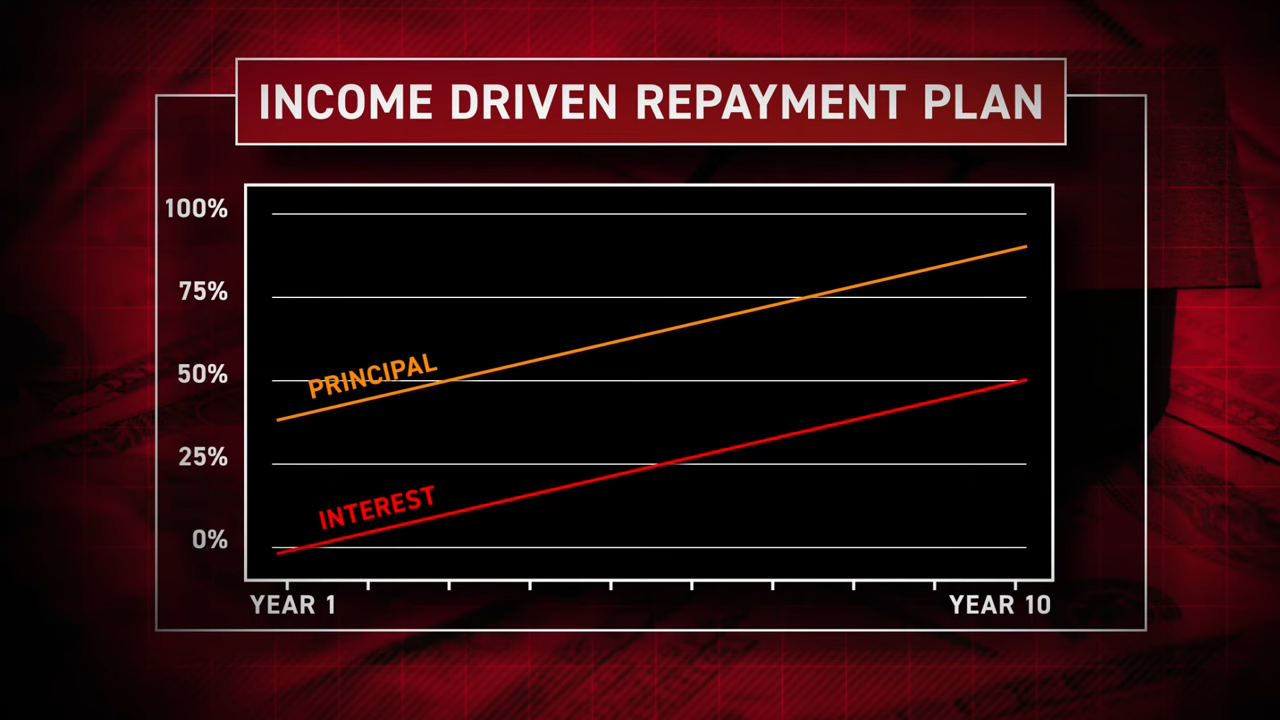 INCOME DRIVEN REPAYMENT PLAN
100%
75%
50%
25%
0%
PRINCIPAL
INTEREST
YEAR 1
YEAR 10